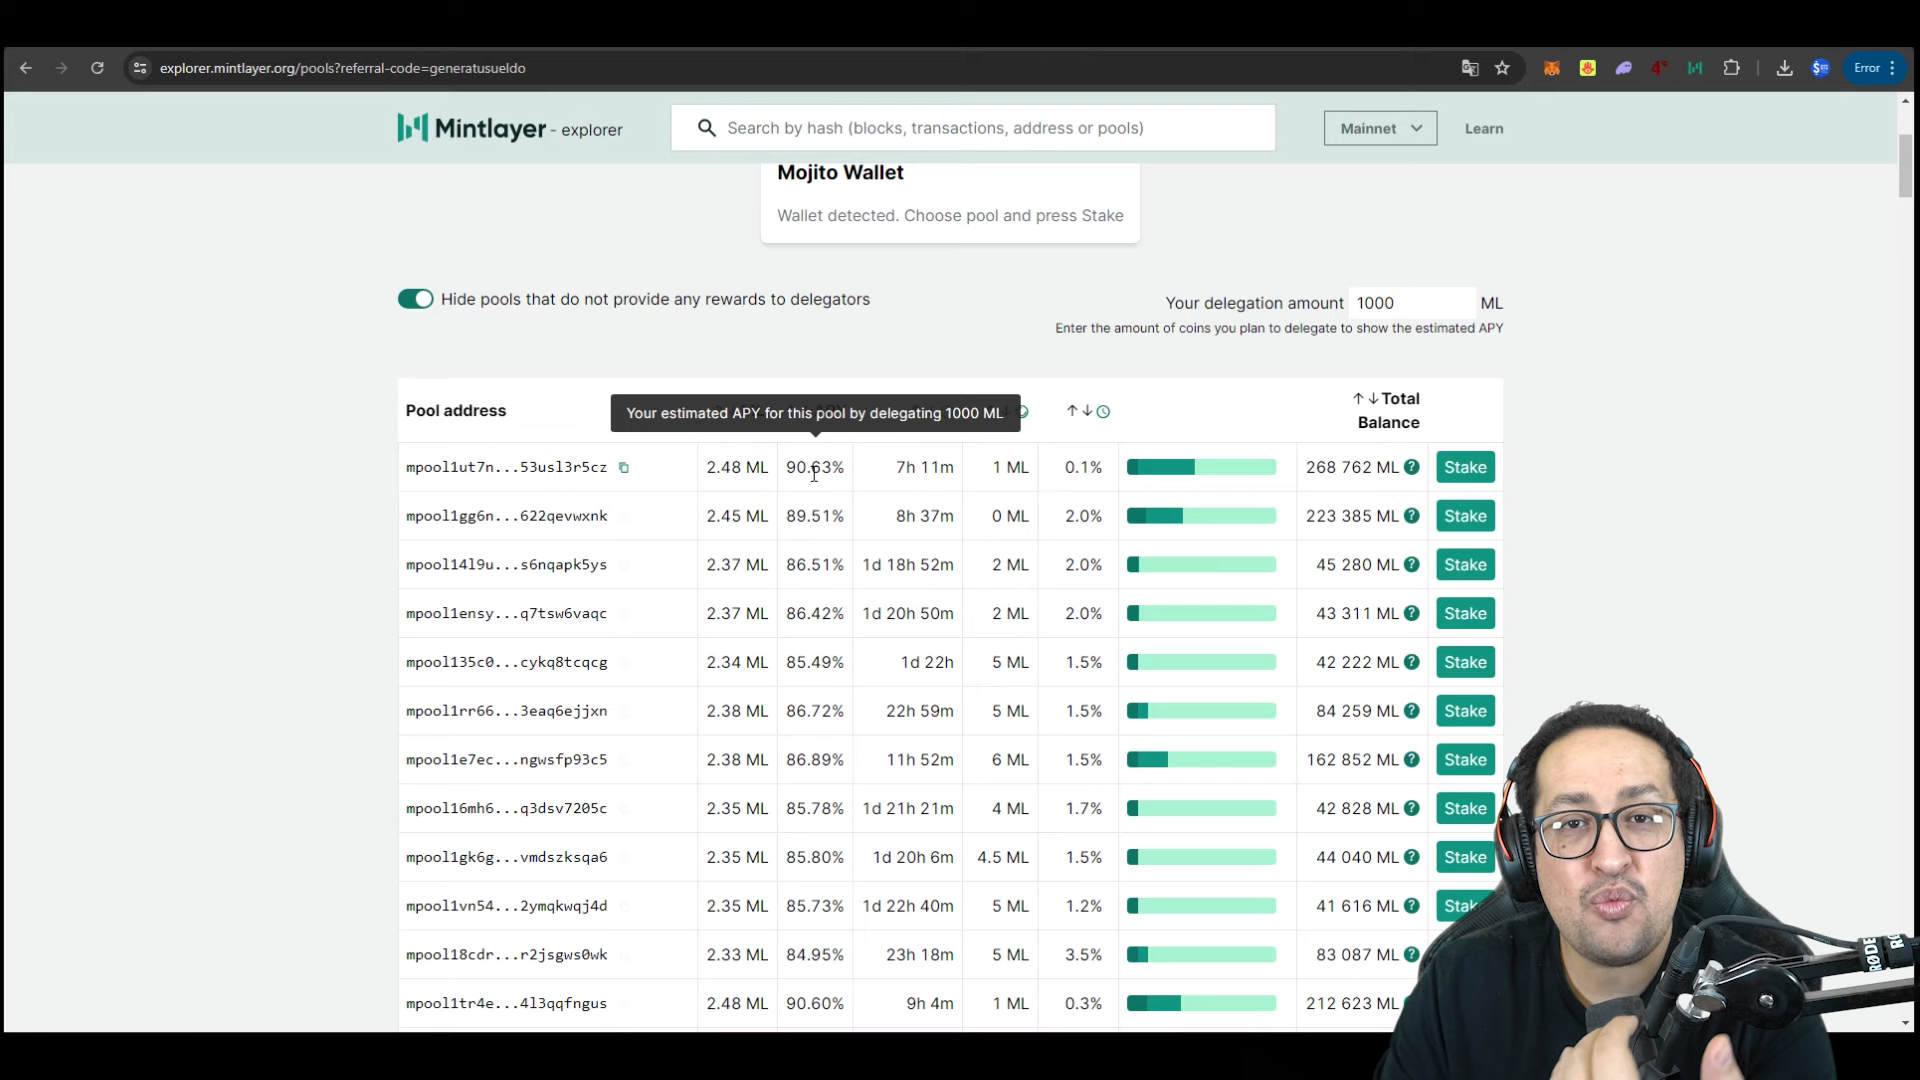 explorer.mintlayer.org/pools?referral-code=generatusueldo
Error
Mintlayer - explorer
Search by hash (blocks, transactions, address or pools)
Mainnet
Learn
Mojito Wallet
Wallet detected. Choose pool and press Stake
Hide pools that do not provide any rewards to delegators
Your delegation amount 1000 ML
Enter the amount of coins you plan to delegate to show the estimated APY
Pool address
Your estimated APY for this pool by delegating 1000 ML
↑↓
↑↓Total
Balance
mpool1ut7n...53usl3r5cz 2.48 ML 90.63% 7h 11m 1 ML 0.1% 268 762 ML ? Stake
mpool1gg6n...622qevwxnk 2.45 ML 89.51% 8h 37m 0 ML 2.0% 223 385 ML ? Stake
mpool14l9u...s6nqapk5ys 2.37 ML 86.51% 1d 18h 52m 2 ML 2.0% 45 280 ML ? Stake
mpool1ensy...q7tsw6vaqc 2.37 ML 86.42% 1d 20h 50m 2 ML 2.0% 43 311 ML ? Stake
mpool135c0...cykq8tcqcg 2.34 ML 85.49% 1d 22h 5 ML 1.5% 42 222 ML ? Stake
mpool1rr66...3eaq6ejjxn 2.38 ML 86.72% 22h 59m 5 ML 1.5% 84 259 ML ? Stake
mpool1e7ec...ngwsfp93c5 2.38 ML 86.89% 11h 52m 6 ML 1.5% 162 852 ML ? Stake
mpool16mh6...q3dsv7205c 2.35 ML 85.78% 1d 21h 21m 4 ML 1.7% 42 828 ML ? Stake
mpool1gk6g...vmdszksqa6 2.35 ML 85.80% 1d 20h 6m 4.5 ML 1.5% 44 040 ML ? Stake
mpool1vn54...2ymqkwqj4d 2.35 ML 85.73% 1d 22h 40m 5 ML 1.2% 41 616 ML ? Stak
mpool18cdr...r2jsgws0wk 2.33 ML 84.95% 23h 18m 5 ML 3.5% 83 087 ML ?
mpool1tr4e...4l3qqfngus 2.48 ML 90.60% 9h 4m 1 ML 0.3% 212 623 ML
RØDE